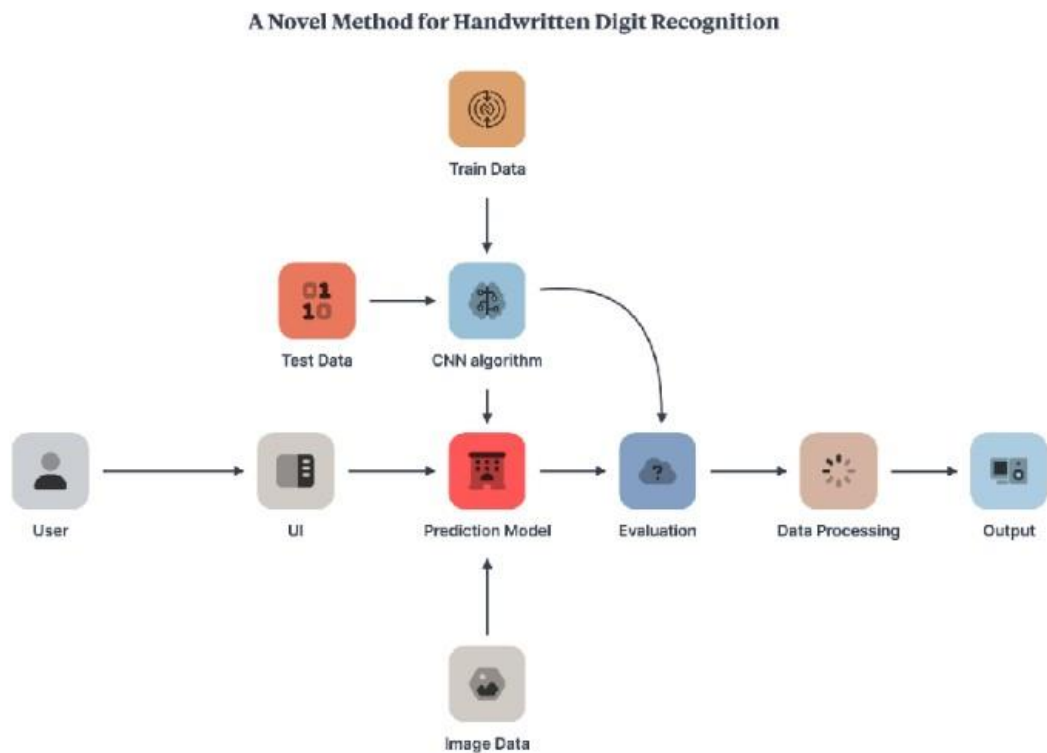 A Novel Method for Handwritten Digit Recognition
Train Data
01
10
Test Data
CNN algorithm
?
User
UI
Prediction Model
Evaluation
Data Processing
Output
Image Data